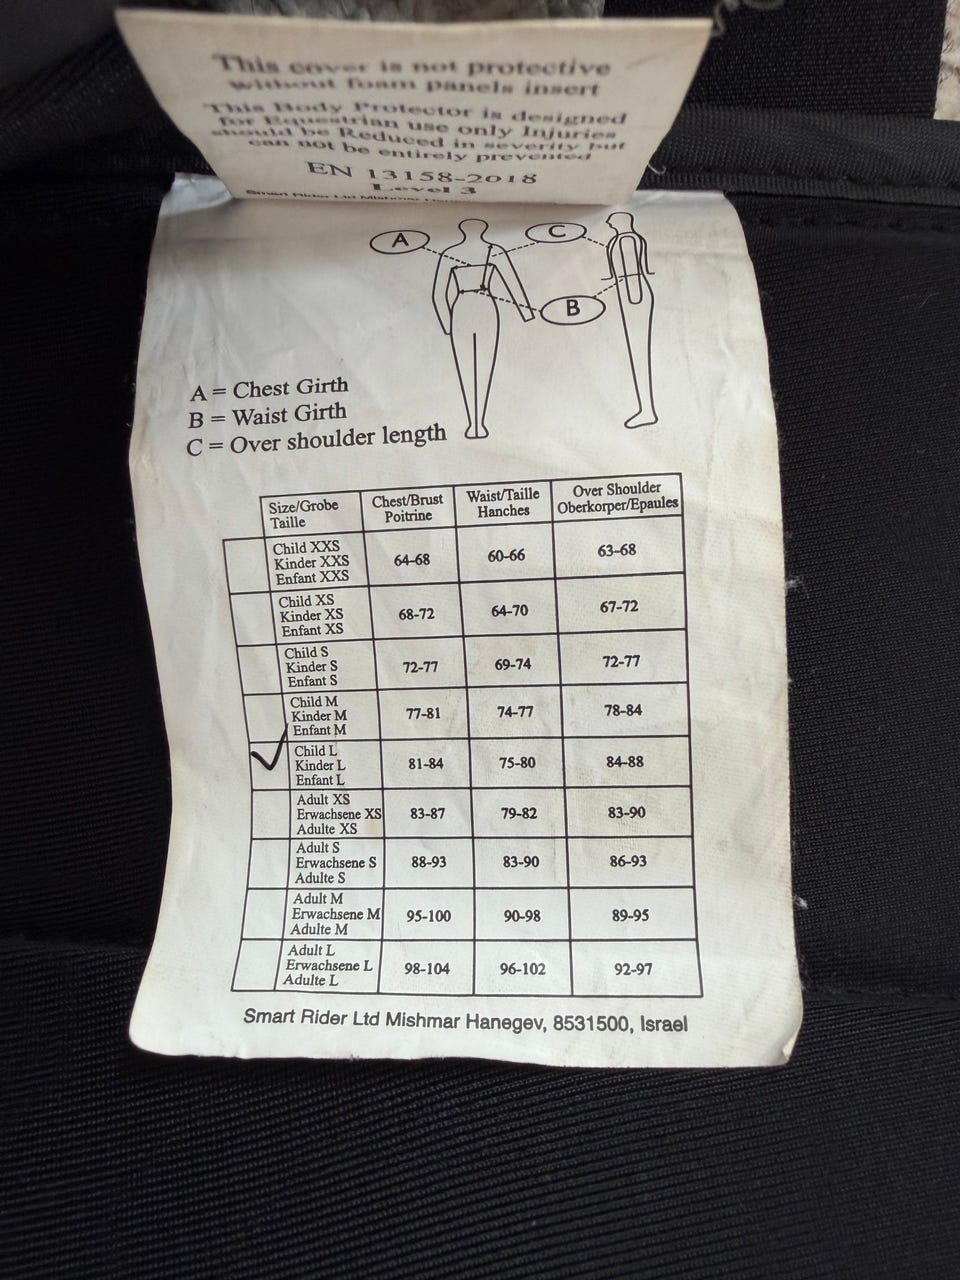 This cover is not protective
without foam panels insert
This Body Protector is designed
for Equestrian use only Injuries
should be Reduced in severity but
can not be entirely prevented
EN 13158-2018
Level 3
Smart Rider Ltd Mishmar
A
C
B
A = Chest Girth
B = Waist Girth
C = Over shoulder length
Size/Grobe Taille Chest/Brust Poitrine Waist/Taille Hanches Over Shoulder Oberkorper/Epaules
Child XXS
Kinder XXS 64-68 60-66 63-68
Enfant XXS
Child XS
Kinder XS 68-72 64-70 67-72
Enfant XS
Child S
Kinder S 72-77 69-74 72-77
Enfant S
Child M
Kinder M 77-81 74-77 78-84
Enfant M
Child L
Kinder L 81-84 75-80 84-88
Enfant L
Adult XS
Erwachsene XS 83-87 79-82 83-90
Adulte XS
Adult S
Erwachsene S 88-93 83-90 86-93
Adulte S
Adult M
Erwachsene M 95-100 90-98 89-95
Adulte M
Adult L
Erwachsene L 98-104 96-102 92-97
Adulte L
Smart Rider Ltd Mishmar Hanegev, 8531500, Israel